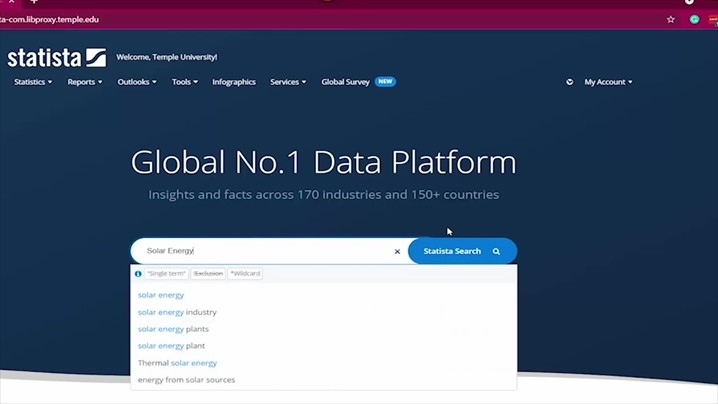 ta-com.libproxy.temple.edu
statista
Welcome, Temple University!
Statistics Reports Outlooks Tools Infographics Services Global Survey NEW My Account
Global No.1 Data Platform
Insights and facts across 170 industries and 150+ countries
Solar Energy
Statista Search
"Single term" Exclusion *Wildcard
solar energy
solar energy industry
solar energy plants
solar energy plant
Thermal solar energy
energy from solar sources